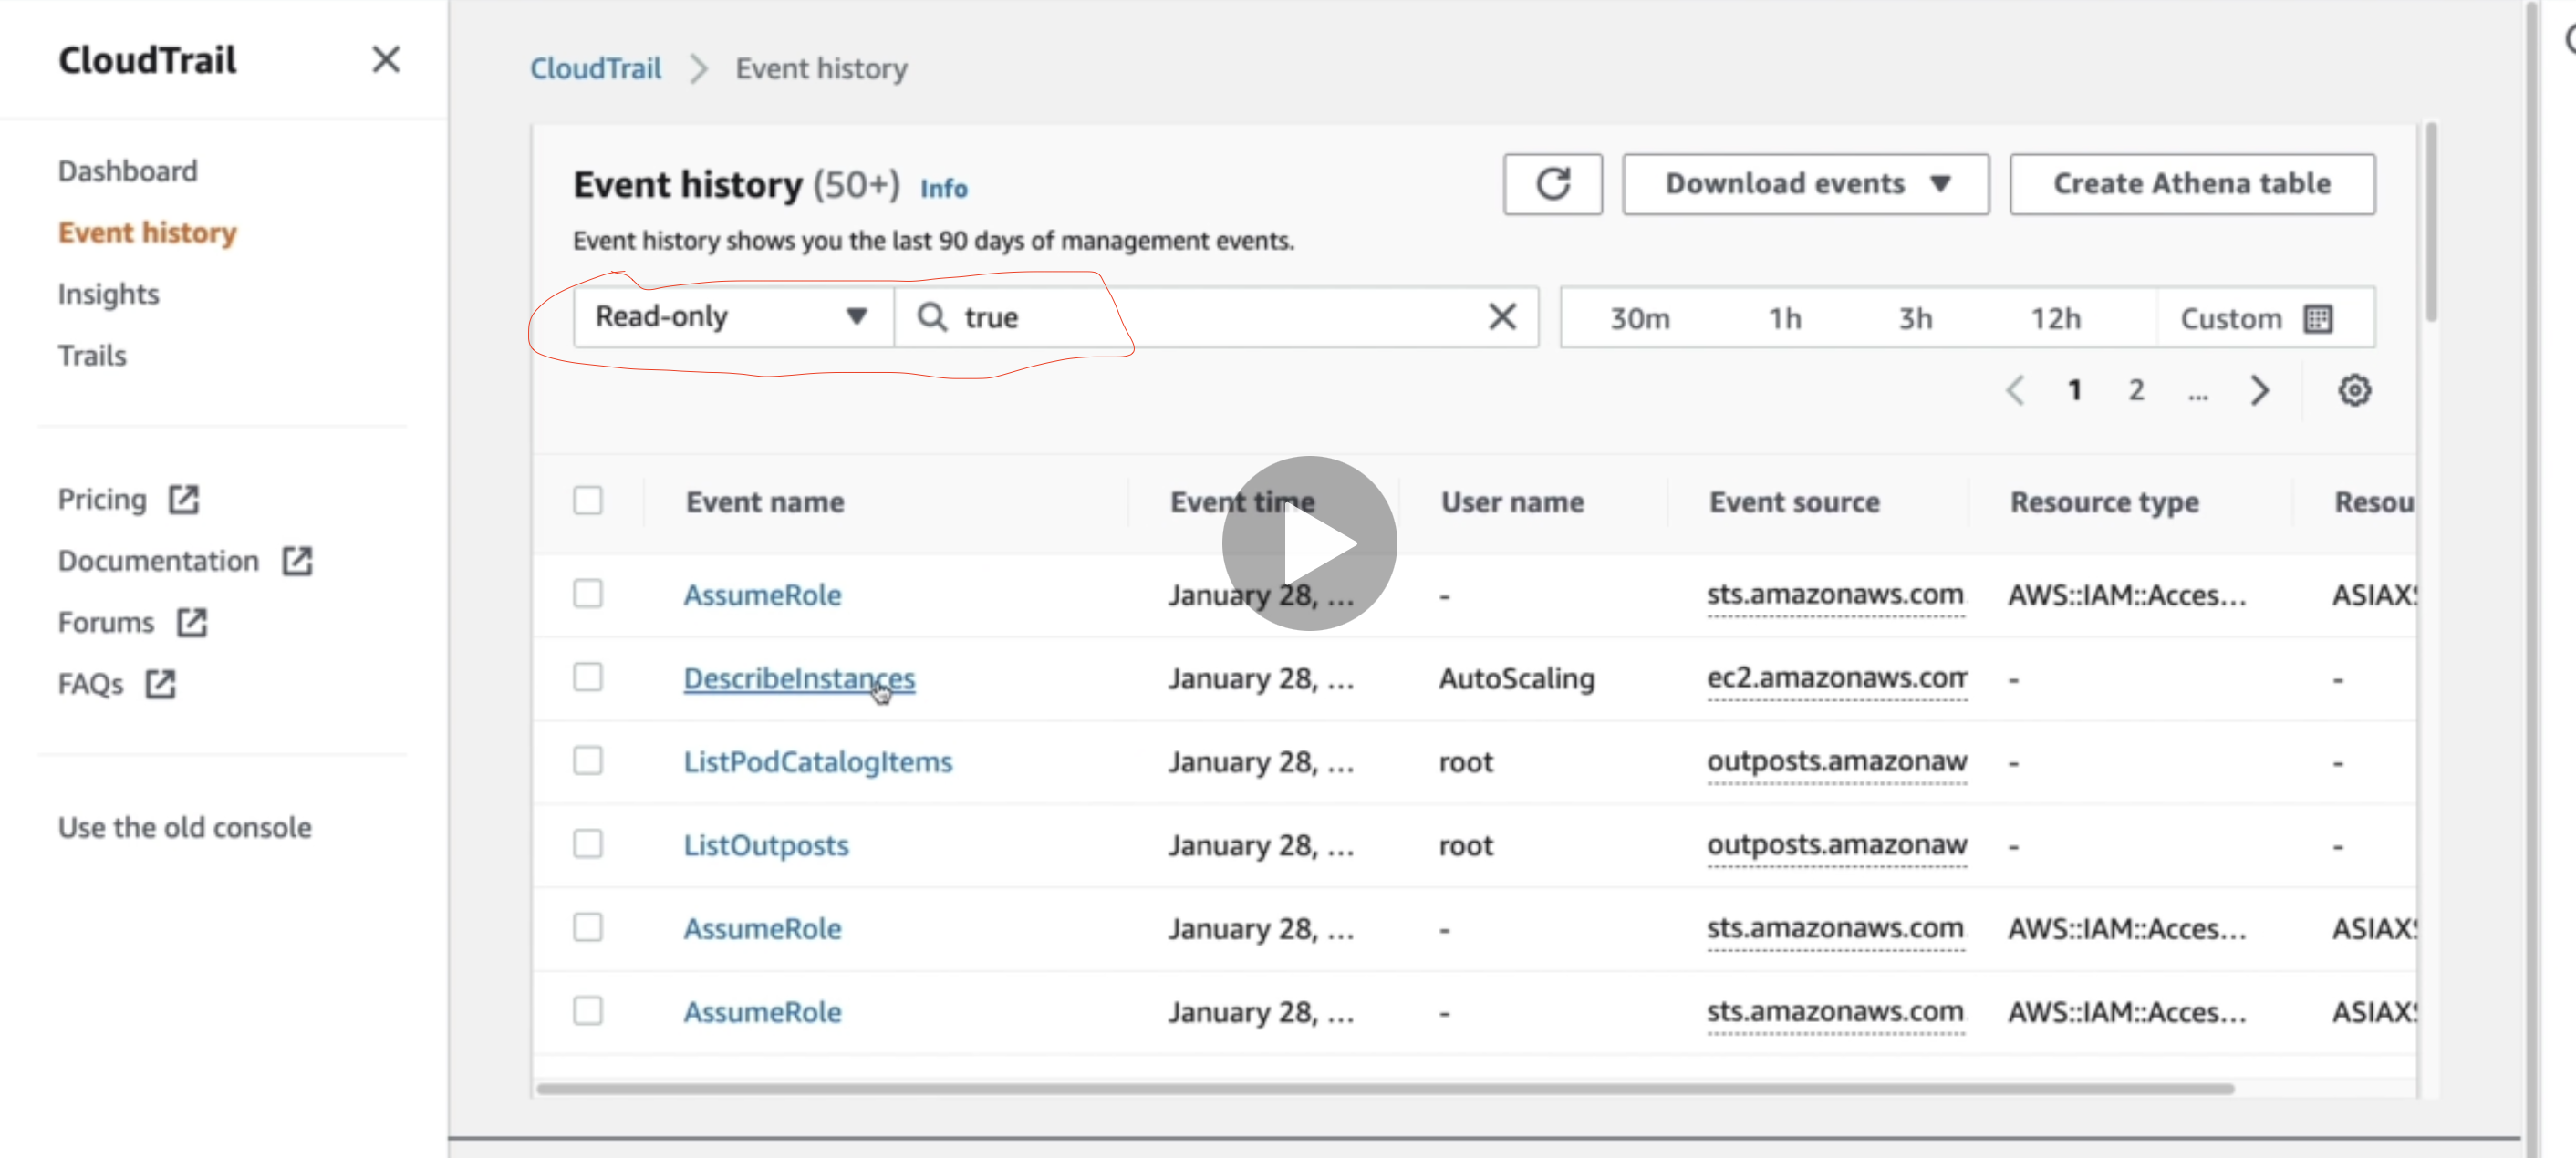 CloudTrail
Dashboard
Event history
Insights
Trails
Pricing
Documentation
Forums
FAQs
Use the old console
CloudTrail > Event history
Event history (50+) Info
Download events
Create Athena table
Event history shows you the last 90 days of management events.
Read-only true
30m 1h 3h 12h Custom
1 2 ...
Event name Event time User name Event source Resource type Resou
AssumeRole January 28, ... - sts.amazonaws.com AWS::IAM::Acces... ASIAX
DescribeInstances January 28, ... AutoScaling ec2.amazonaws.com - -
ListPodCatalogItems January 28, ... root outposts.amazonaw - -
ListOutposts January 28, ... root outposts.amazonaw - -
AssumeRole January 28, ... - sts.amazonaws.com AWS::IAM::Acces... ASIAX
AssumeRole January 28, ... - sts.amazonaws.com AWS::IAM::Acces... ASIAX